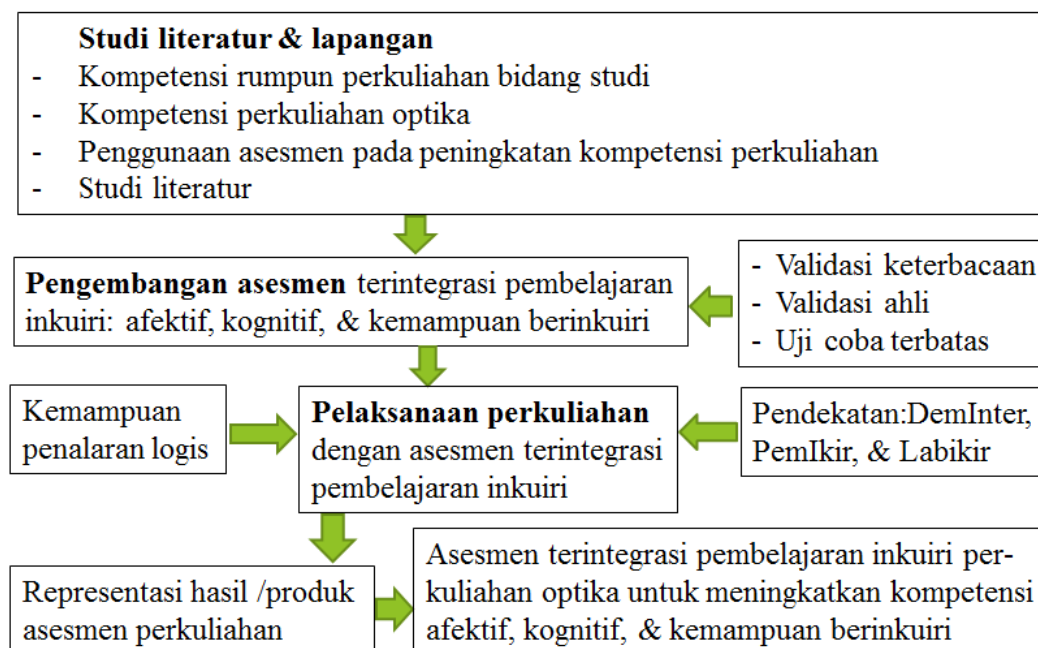 Studi literatur & lapangan
- Kompetensi rumpun perkuliahan bidang studi
- Kompetensi perkuliahan optika
- Penggunaan asesmen pada peningkatan kompetensi perkuliahan
- Studi literatur
Pengembangan asesmen terintegrasi pembelajaran
inkuiri: afektif, kognitif, & kemampuan berinkuiri
- Validasi keterbacaan
- Validasi ahli
- Uji coba terbatas
Kemampuan
penalaran logis
Pelaksanaan perkuliahan
dengan asesmen terintegrasi
pembelajaran inkuiri
Pendekatan:DemInter,
PemIkir, & Labikir
Representasi hasil /produk
asesmen perkuliahan
Asesmen terintegrasi pembelajaran inkuiri per-
kuliahan optika untuk meningkatkan kompetensi
afektif, kognitif, & kemampuan berinkuiri